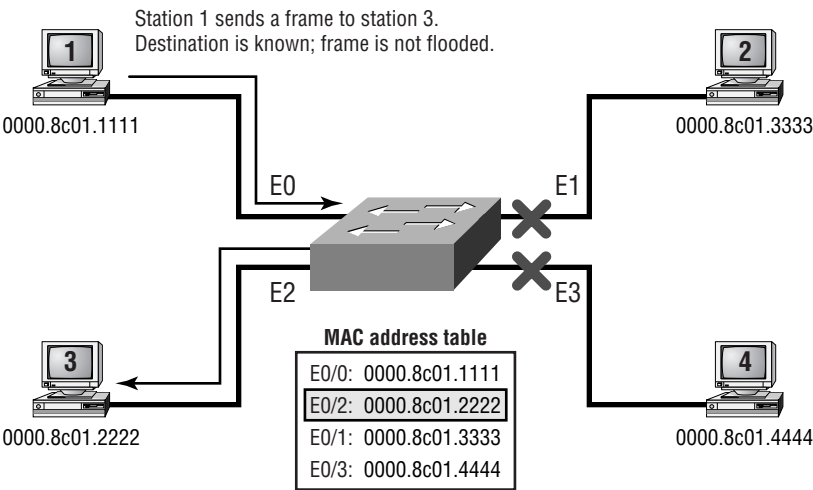 Station 1 sends a frame to station 3.
Destination is known; frame is not flooded.
1
2
0000.8c01.1111
0000.8c01.3333
E0
E1
E2
E3
3
4
0000.8c01.2222
0000.8c01.4444
MAC address table
E0/0: 0000.8c01.1111
E0/2: 0000.8c01.2222
E0/1: 0000.8c01.3333
E0/3: 0000.8c01.4444